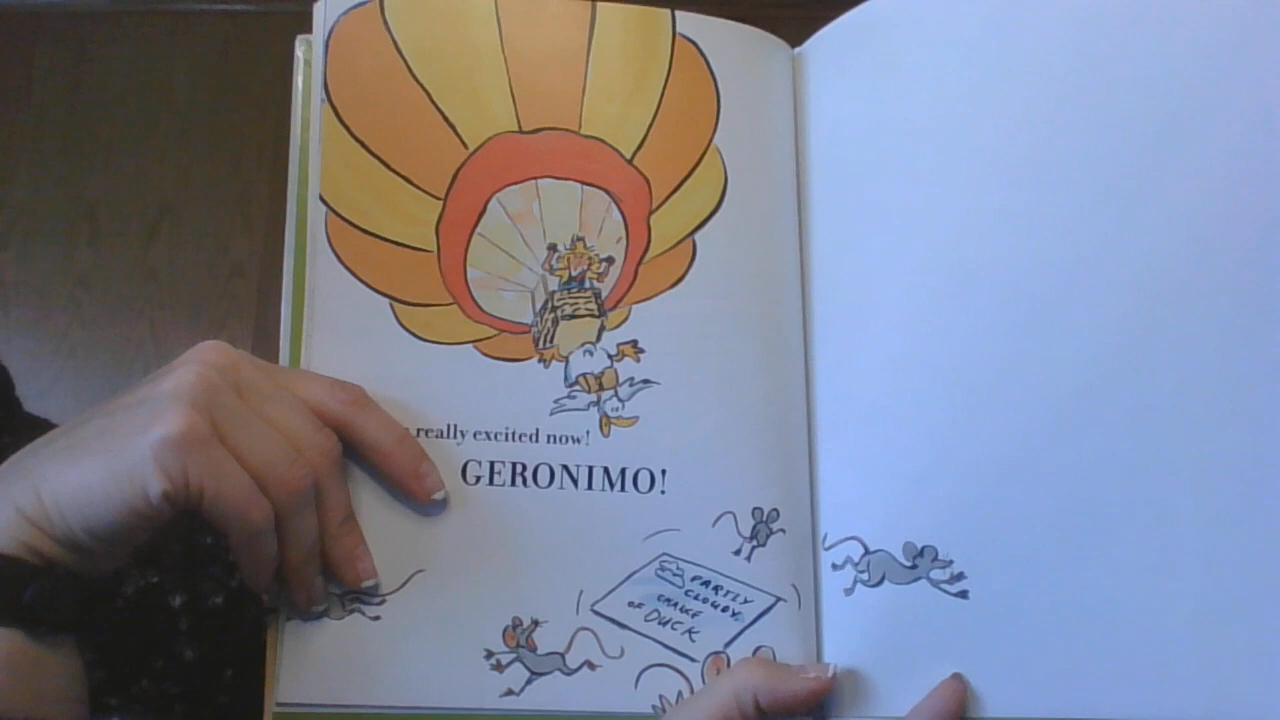 really excited now!
GERONIMO!
PARTLY
CLOUDY
CHANCE
OF DUCK